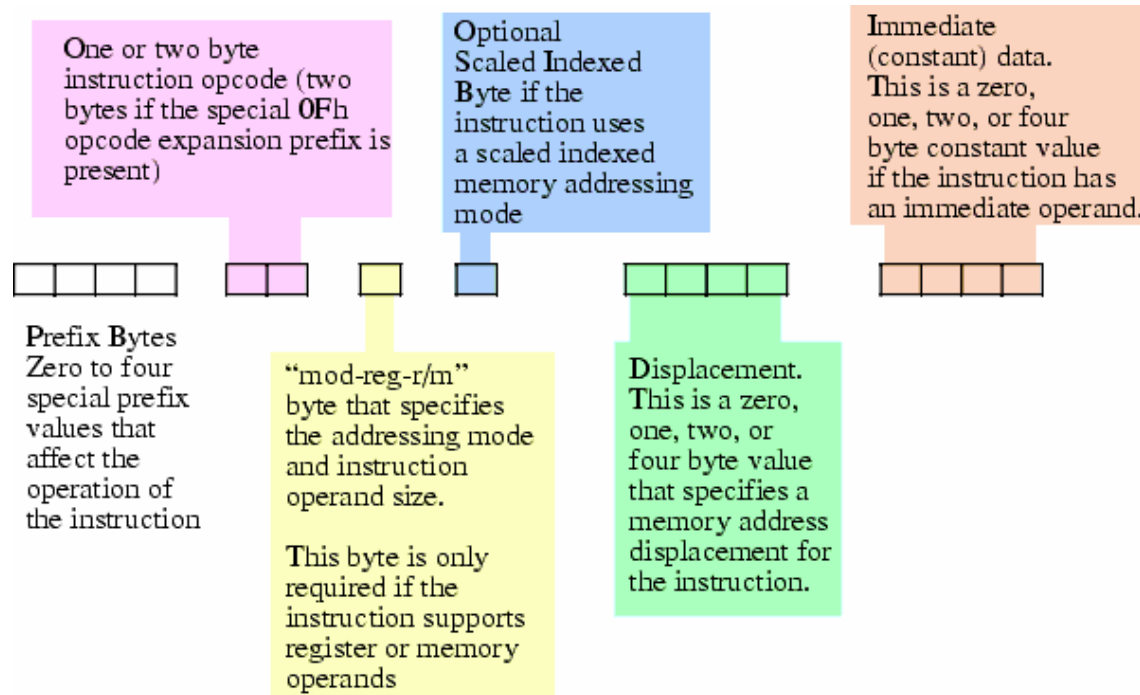 One or two byte
instruction opcode (two
bytes if the special 0Fh
opcode expansion prefix is
present)
Optional
Scaled Indexed
Byte if the
instruction uses
a scaled indexed
memory addressing
mode
Immediate
(constant) data.
This is a zero,
one, two, or four
byte constant value
if the instruction has
an immediate operand.
Prefix Bytes
Zero to four
special prefix
values that
affect the
operation of
the instruction
“mod-reg-r/m”
byte that specifies
the addressing mode
and instruction
operand size.
This byte is only
required if the
instruction supports
register or memory
operands
Displacement.
This is a zero,
one, two, or
four byte value
that specifies a
memory address
displacement for
the instruction.